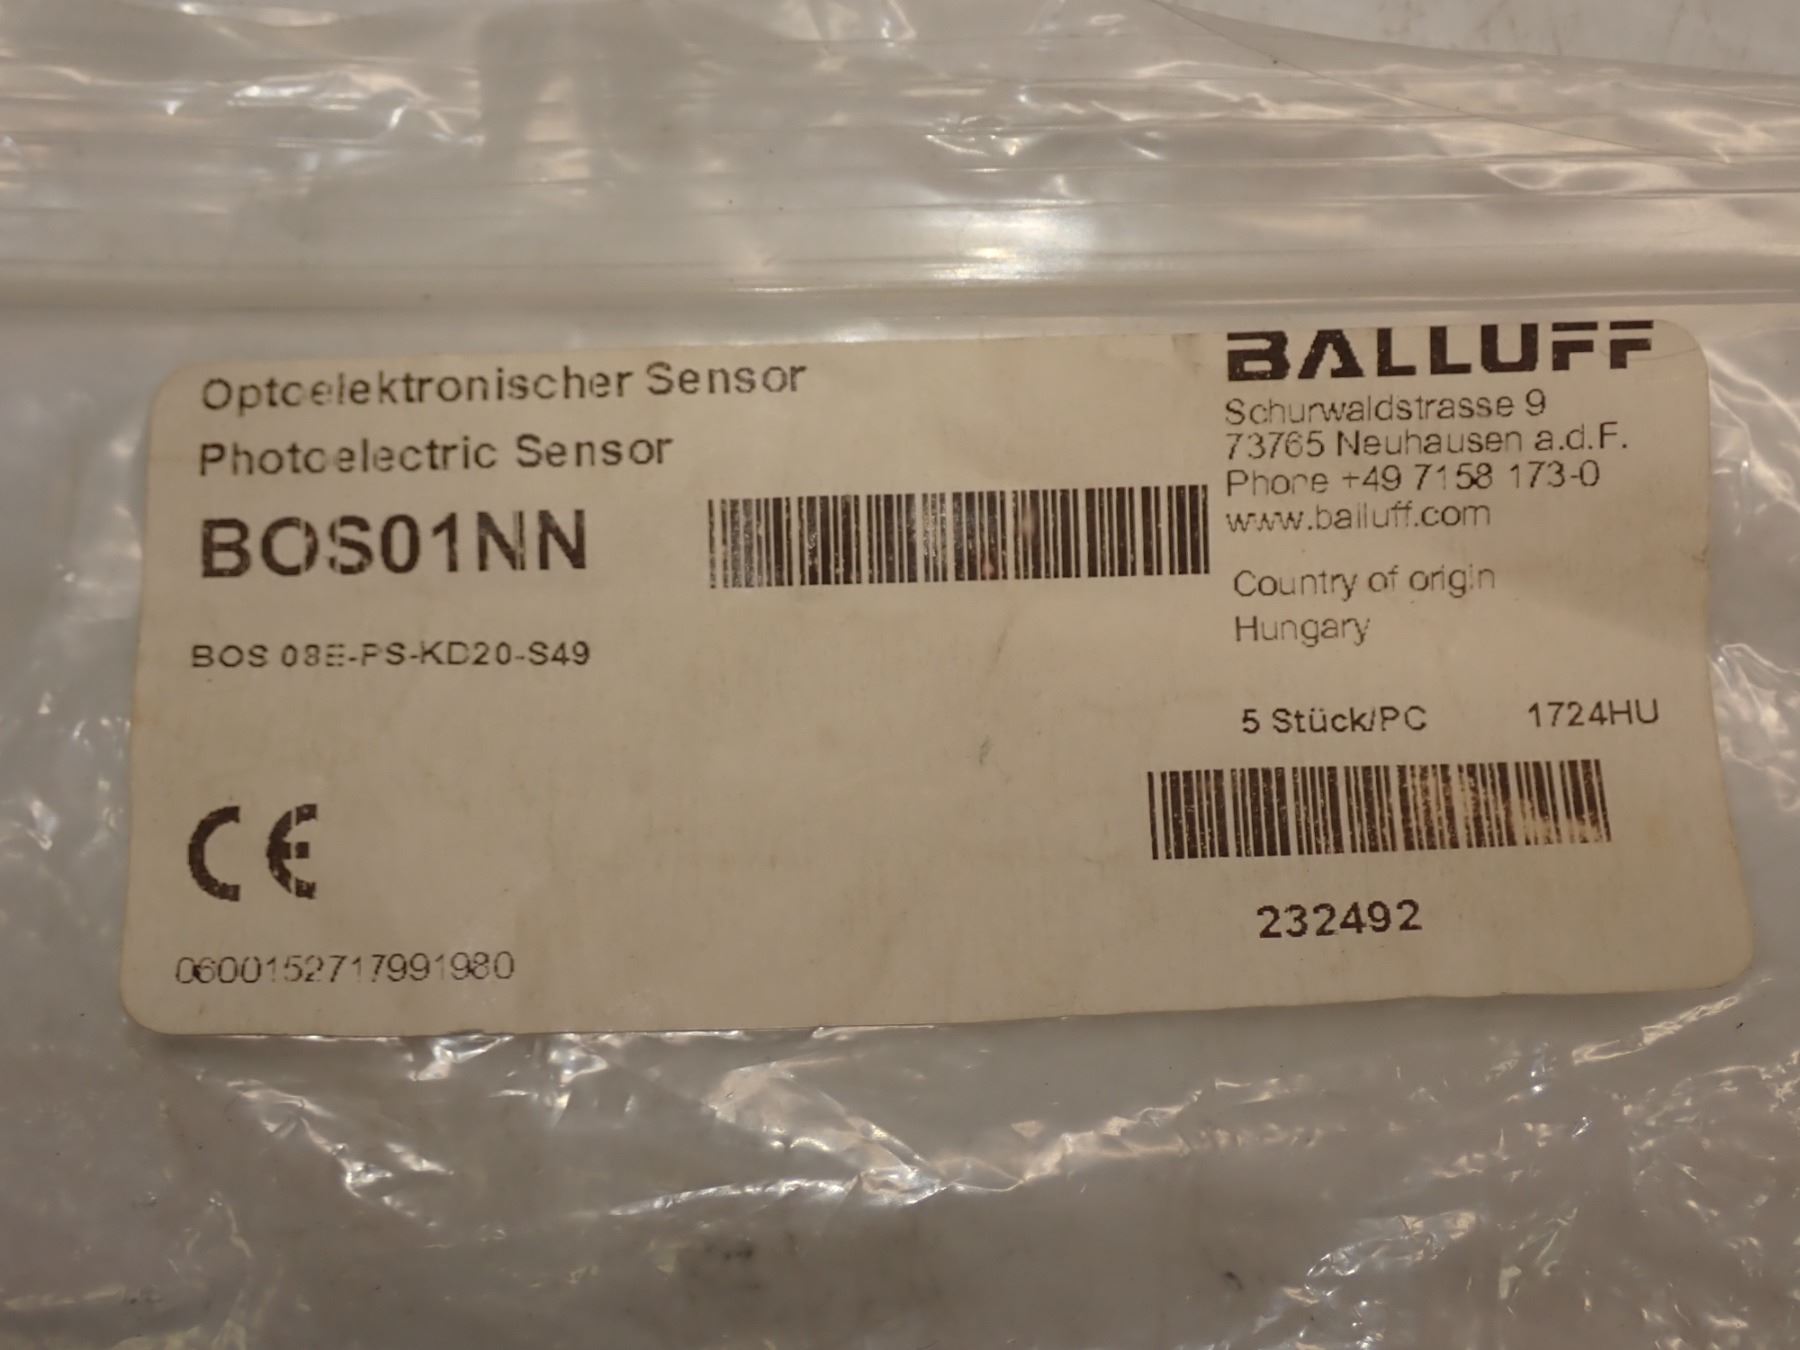 Optoelektronischer Sensor
Photoelectric Sensor
BOS01NN
BOS 08E-PS-KD20-S49
0600152717991980
BALLUFF
Schurwaldstrasse 9
73765 Neuhausen a.d.F.
Phone +49 7158 173-0
www.balluff.com
Country of origin
Hungary
5 Stück/PC 1724HU
232492
CE